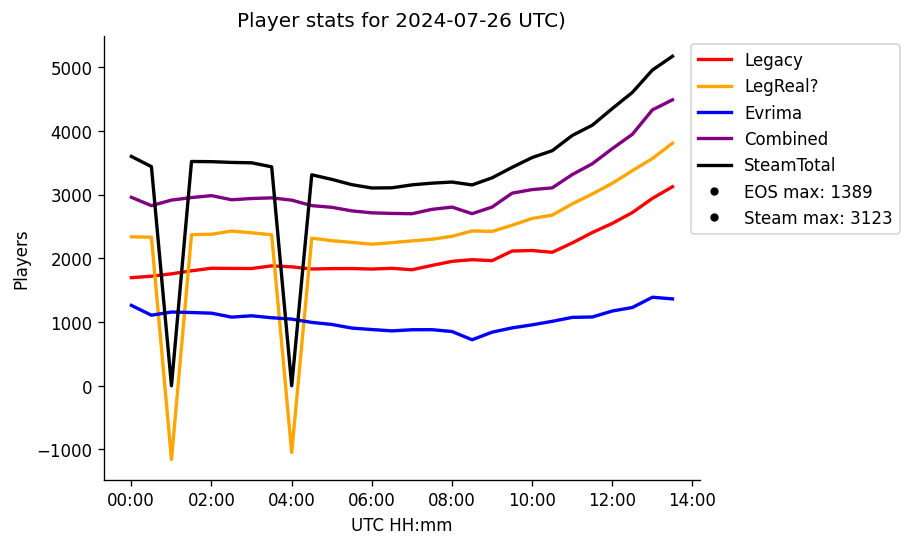 Player stats for 2024-07-26 UTC)
Players
5000
4000
3000
2000
1000
0
−1000
00:00 02:00 04:00 06:00 08:00 10:00 12:00 14:00
UTC HH:mm
Legacy
LegReal?
Evrima
Combined
SteamTotal
EOS max: 1389
Steam max: 3123